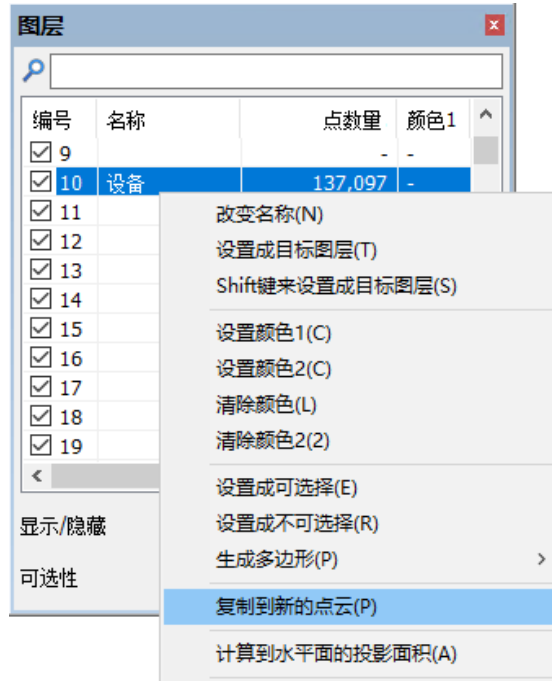 图层
编号 名称 点数量 颜色1
9 - -
10 设备 137,097 -
11
12
13
14
15
16
17
18
19
显示/隐藏
可选性
改变名称(N)
设置成目标图层(T)
Shift键来设置成目标图层(S)
设置颜色1(C)
设置颜色2(C)
清除颜色(L)
清除颜色2(2)
设置成可选择(E)
设置成不可选择(R)
生成多边形(P)
复制到新的点云(P)
计算到水平面的投影面积(A)